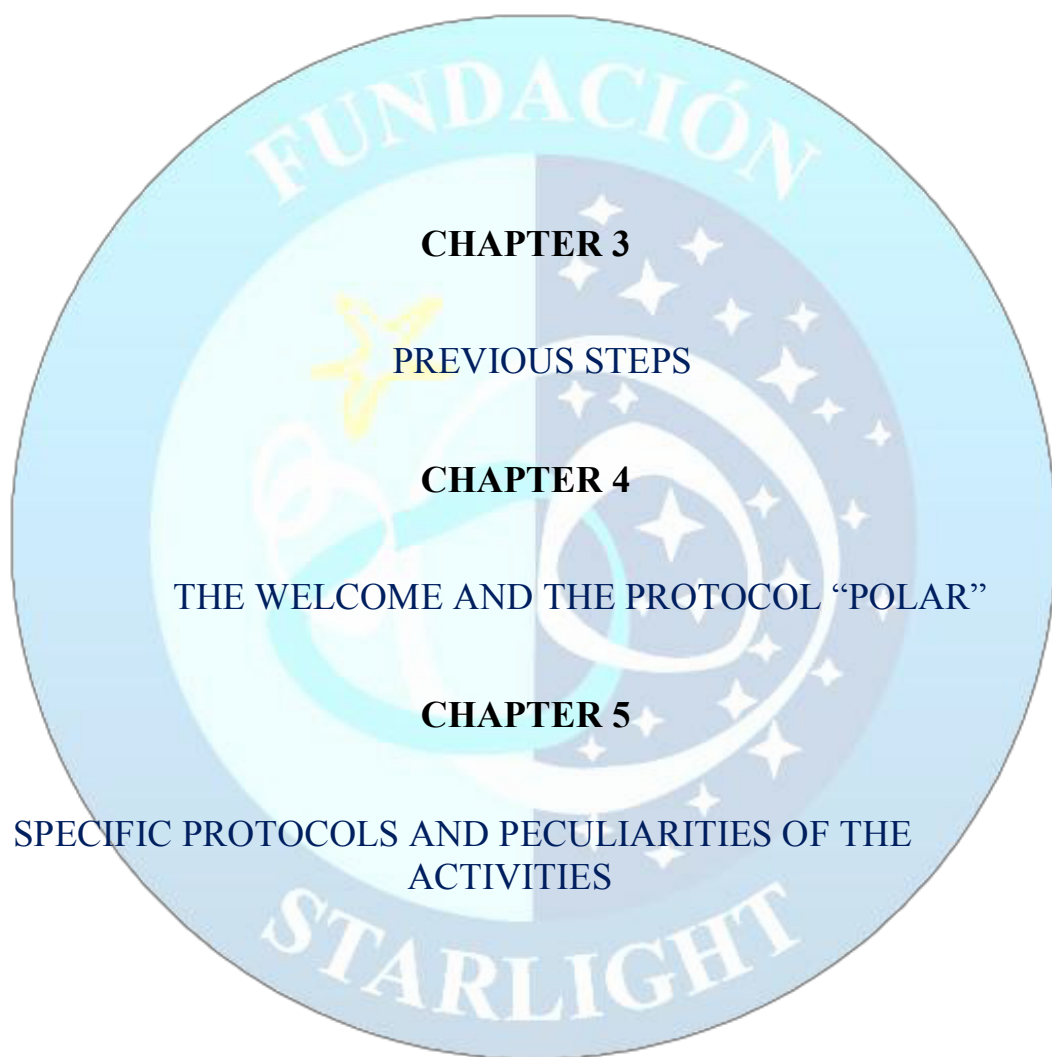 FUNDACIÓN
CHAPTER 3
PREVIOUS STEPS
CHAPTER 4
THE WELCOME AND THE PROTOCOL “POLAR”
CHAPTER 5
SPECIFIC PROTOCOLS AND PECULIARITIES OF THE
ACTIVITIES
STARLIGHT